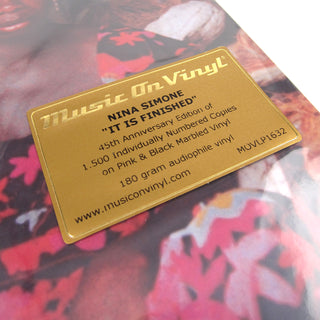 Music On Vinyl
NINA SIMONE
"IT IS FINISHED"
45th Anniversary Edition of
1.500 Individually Numbered Copies
on Pink & Black Marbled Vinyl
180 gram audiophile vinyl
www.musiconvinyl.com MOVLP1632